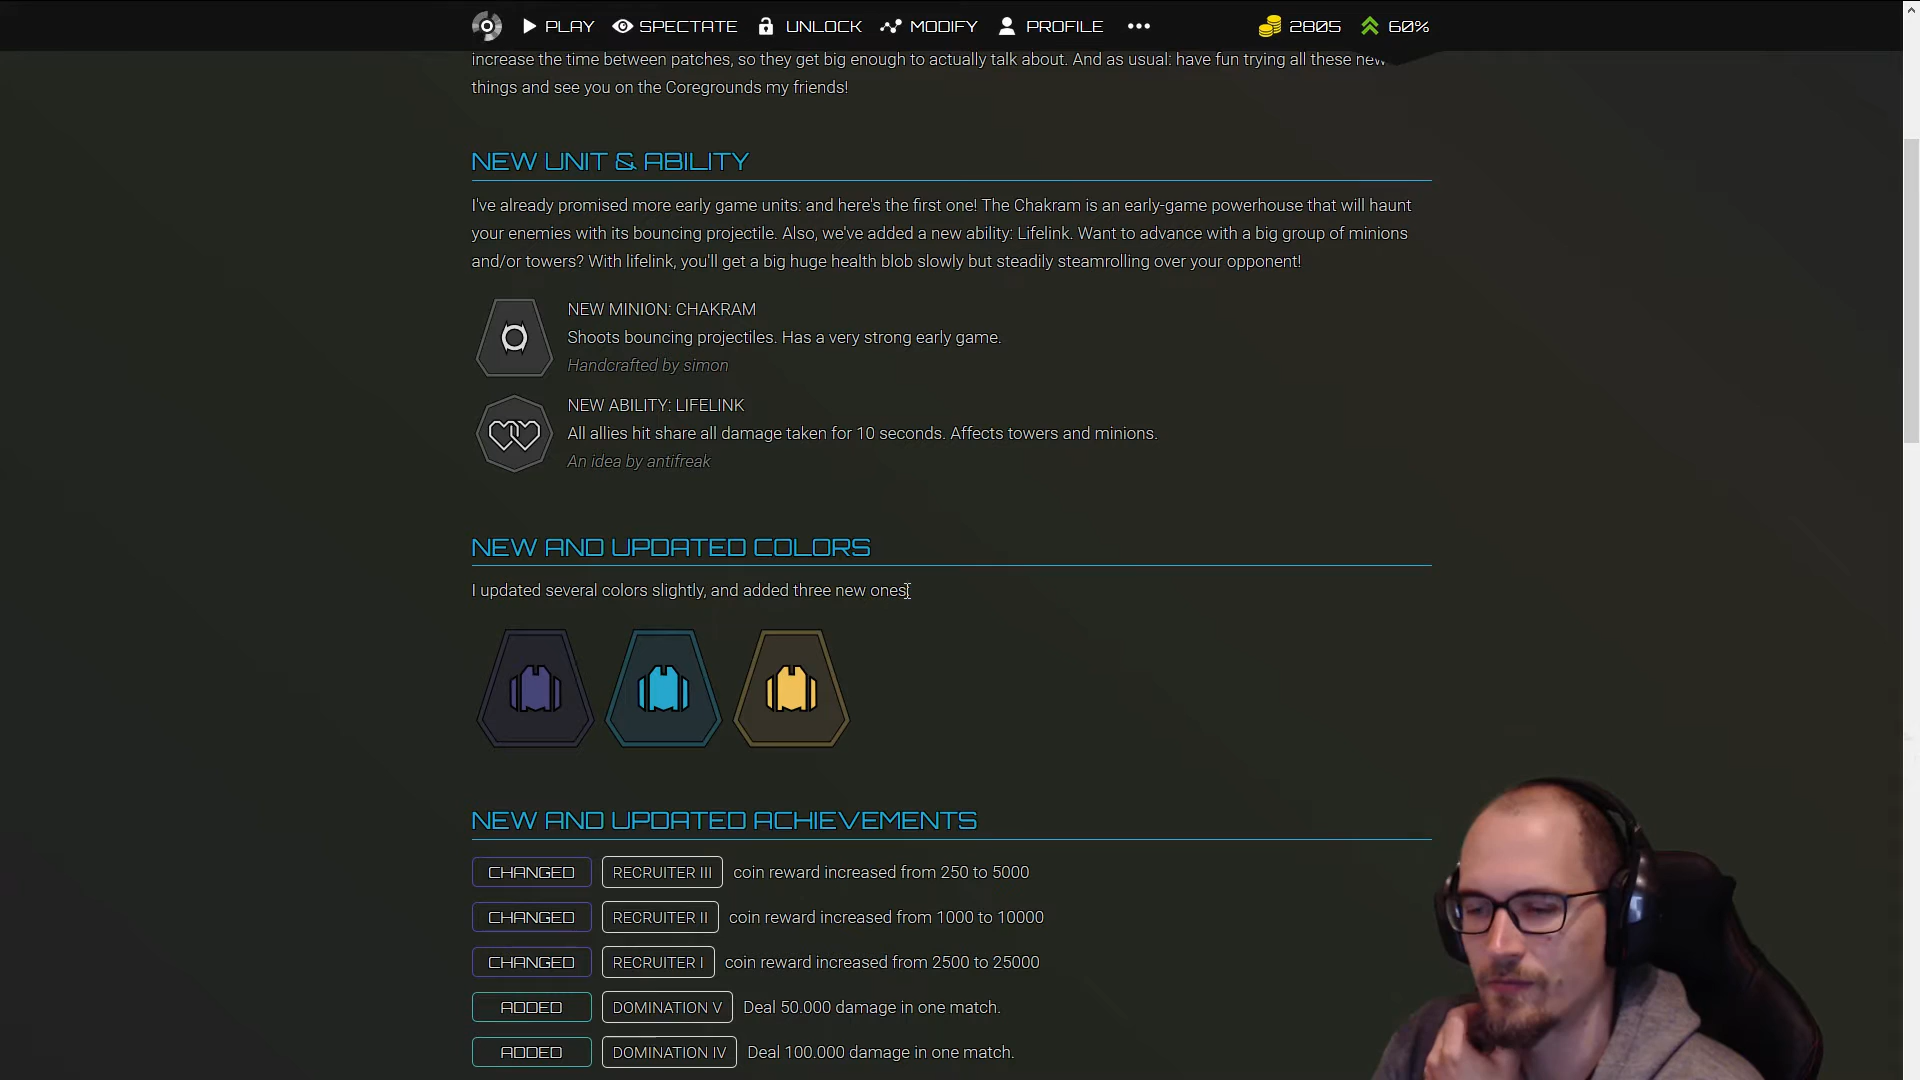 PLAY SPECTATE UNLOCK MODIFY PROFILE ••• 2805 60%
increase the time between patches, so they get big enough to actually talk about. And as usual: have fun trying all these new
things and see you on the Coregrounds my friends!
NEW UNIT & ABILITY
I've already promised more early game units: and here's the first one! The Chakram is an early-game powerhouse that will haunt
your enemies with its bouncing projectile. Also, we've added a new ability: Lifelink. Want to advance with a big group of minions
and/or towers? With lifelink, you'll get a big huge health blob slowly but steadily steamrolling over your opponent!
NEW MINION: CHAKRAM
Shoots bouncing projectiles. Has a very strong early game.
Handcrafted by simon
NEW ABILITY: LIFELINK
All allies hit share all damage taken for 10 seconds. Affects towers and minions.
An idea by antifreak
NEW AND UPDATED COLORS
I updated several colors slightly, and added three new ones
NEW AND UPDATED ACHIEVEMENTS
CHANGED RECRUITER III coin reward increased from 250 to 5000
CHANGED RECRUITER II coin reward increased from 1000 to 10000
CHANGED RECRUITER I coin reward increased from 2500 to 25000
ADDED DOMINATION V Deal 50.000 damage in one match.
ADDED DOMINATION IV Deal 100.000 damage in one match.